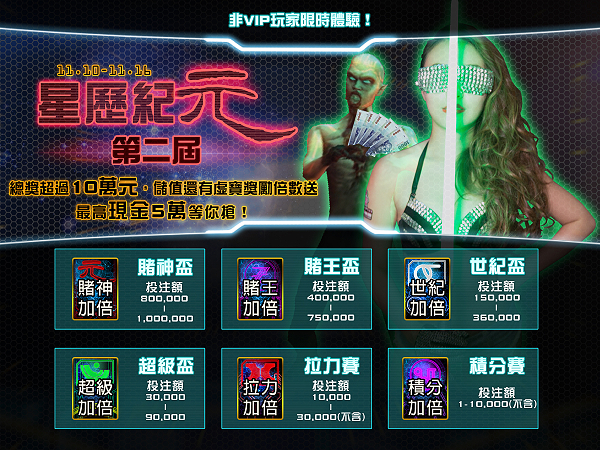 非VIP玩家限時體驗！
11.10-11.16
星歷紀元
第二屆
總獎超過10萬元，儲值還有虛寶獎勵倍數送
最高現金5萬等你搶！
元
賭神
加倍
賭神盃
投注額
800,000
-
1,000,000
賭王
加倍
賭王盃
投注額
400,000
-
750,000
世紀
加倍
世紀盃
投注額
150,000
-
360,000
超級
加倍
超級盃
投注額
30,000
-
90,000
拉力
加倍
拉力賽
投注額
10,000
-
30,000(不含)
積分
加倍
積分賽
投注額
1-10,000(不含)